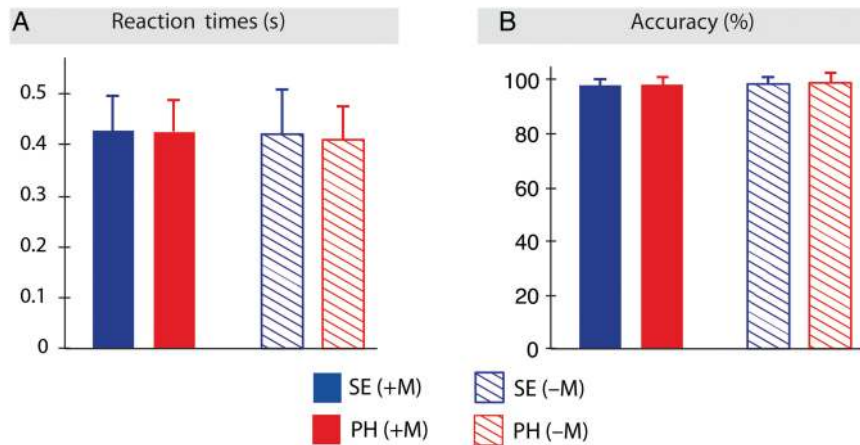 A Reaction times (s)
0.5
0.4
0.3
0.2
0.1
0
B Accuracy (%)
100
80
60
40
20
0
SE (+M)
SE (–M)
PH (+M)
PH (–M)